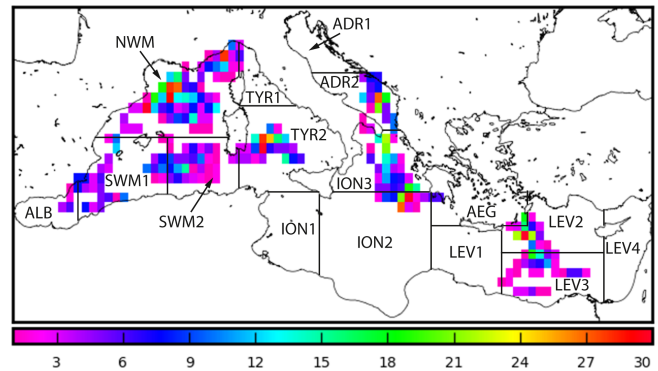 ADR1
NWM
ADR2
TYR1
TYR2
SWM1
ION3
ALB
SWM2
AEG
LEV2
ION1
ION2
LEV1
LEV4
LEV3
3 6 9 12 15 18 21 24 27 30